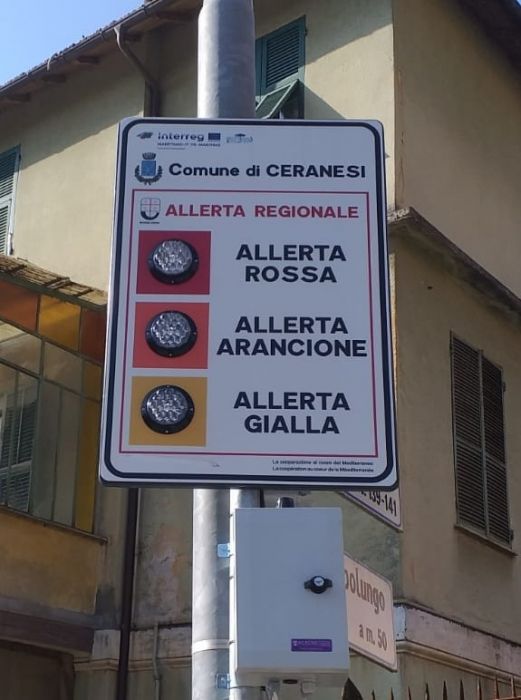 interreg
Comune di CERANESI
ALLERTA REGIONALE
ALLERTA
ROSSA
ALLERTA
ARANCIONE
ALLERTA
GIALLA
La cooperazione al cuore del Mediterraneo
La coopération au coeur de la Méditerranée
139-141
polungo
a m. 50